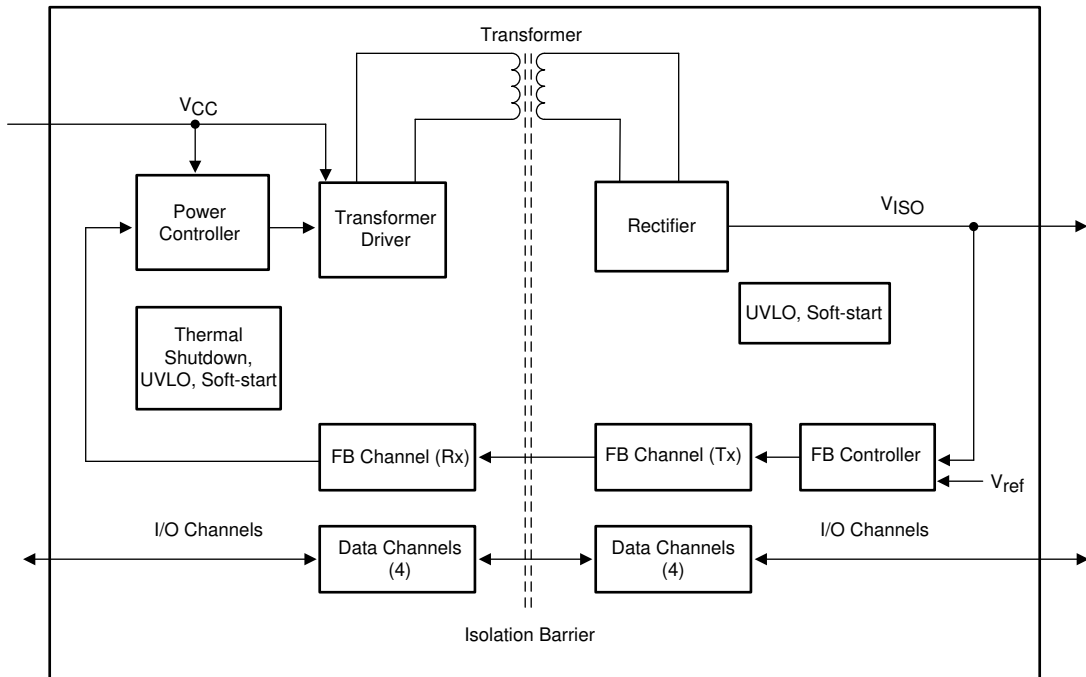 Transformer
VCC
Power
Controller
Transformer
Driver
Rectifier
VISO
Thermal
Shutdown,
UVLO, Soft-start
UVLO, Soft-start
FB Channel (Rx)
FB Channel (Tx)
FB Controller
Vref
I/O Channels
Data Channels
(4)
Data Channels
(4)
I/O Channels
Isolation Barrier